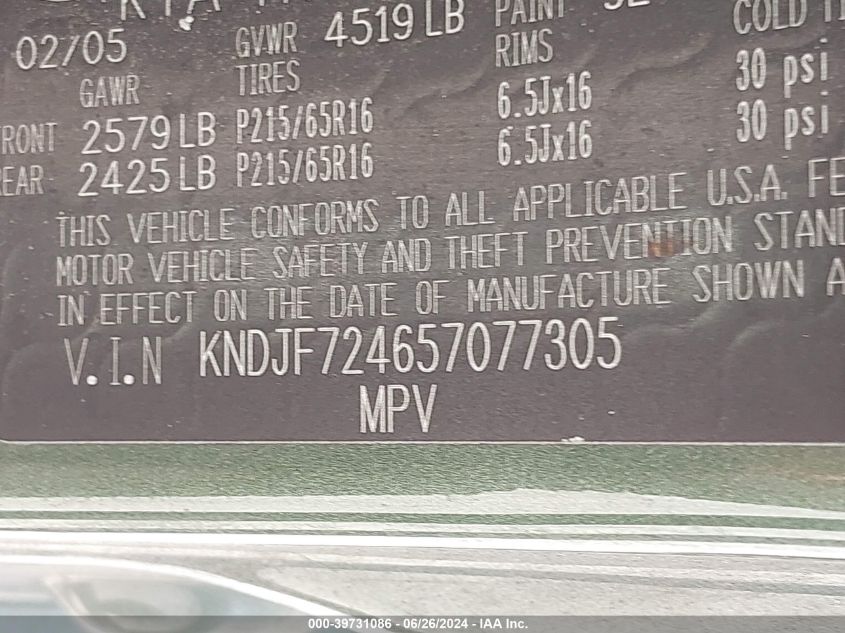 KIA
02/05 GVWR 4519 LB PAINT
GAWR TIRES RIMS COLD
FRONT 2579 LB P215/65R16 6.5Jx16 30 psi
REAR 2425 LB P215/65R16 6.5Jx16 30 psi
THIS VEHICLE CONFORMS TO ALL APPLICABLE U.S.A. FE
MOTOR VEHICLE SAFETY AND THEFT PREVENTION STAND
IN EFFECT ON THE DATE OF MANUFACTURE SHOWN A
V.I.N KNDJF724657077305
MPV
000-39731086 - 06/26/2024 - IAA Inc.